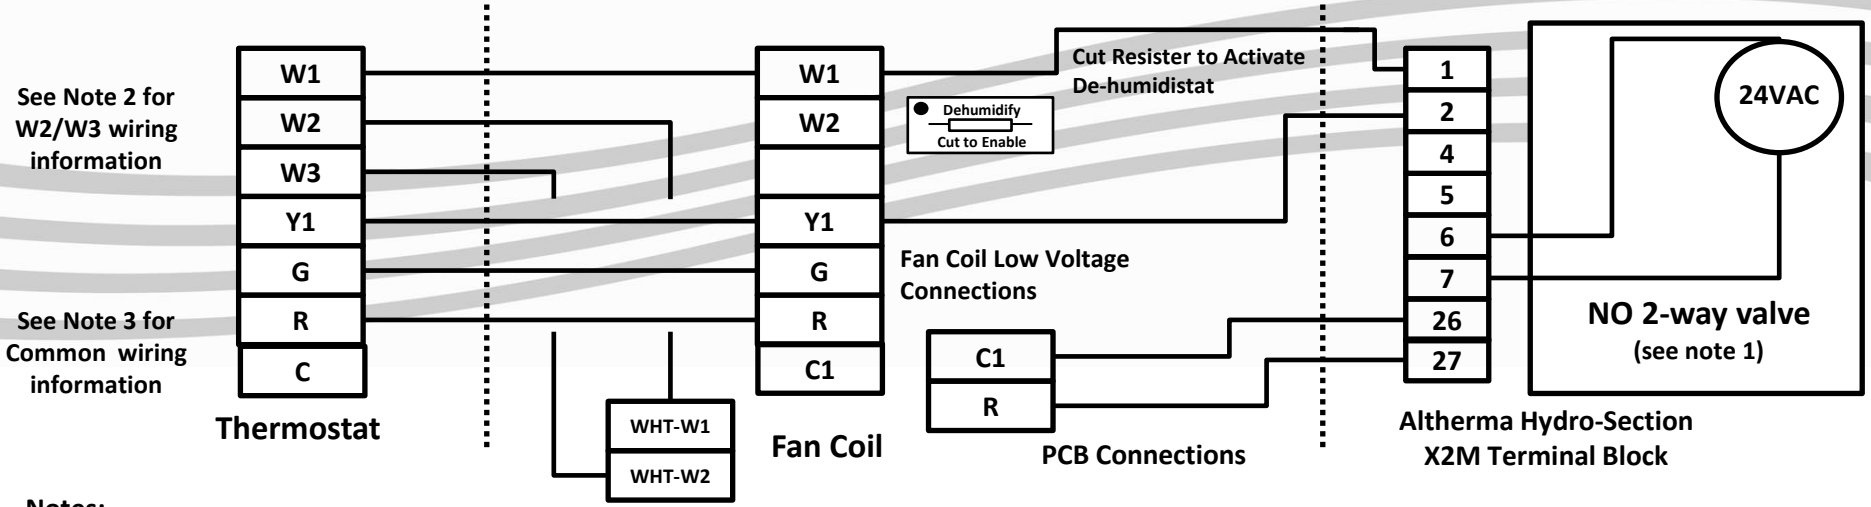 See Note 2 for
W2/W3 wiring
information
See Note 3 for
Common wiring
information
W1
W2
W3
Y1
G
R
C
Thermostat
WHT-W1
WHT-W2
W1
W2
Y1
G
R
C1
Fan Coil
Cut Resister to Activate
De-humidistat
Dehumidify
Cut to Enable
Fan Coil Low Voltage
Connections
C1
R
PCB Connections
1
2
4
5
6
7
26
27
Altherma Hydro-Section
X2M Terminal Block
24VAC
NO 2-way valve
(see note 1)
Notes: